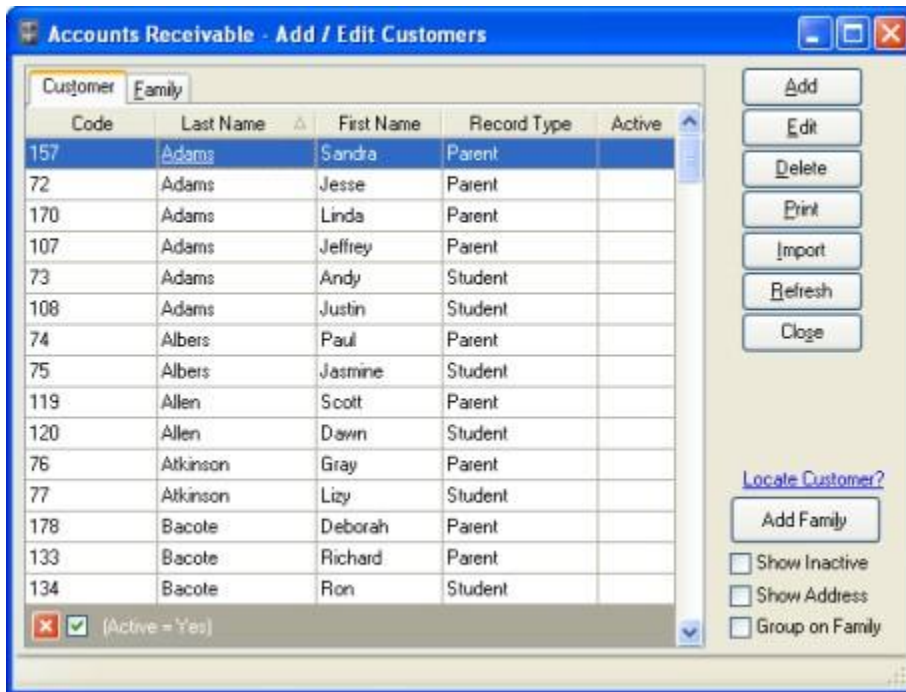 Accounts Receivable - Add / Edit Customers
Customer Family
Code Last Name First Name Record Type Active
157 Adams Sandra Parent
72 Adams Jesse Parent
170 Adams Linda Parent
107 Adams Jeffrey Parent
73 Adams Andy Student
108 Adams Justin Student
74 Albers Paul Parent
75 Albers Jasmine Student
119 Allen Scott Parent
120 Allen Dawn Student
76 Atkinson Gray Parent
77 Atkinson Lizy Student
178 Bacote Deborah Parent
133 Bacote Richard Parent
134 Bacote Ron Student
(Active = Yes)
Add
Edit
Delete
Print
Import
Refresh
Close
Locate Customer?
Add Family
Show Inactive
Show Address
Group on Family